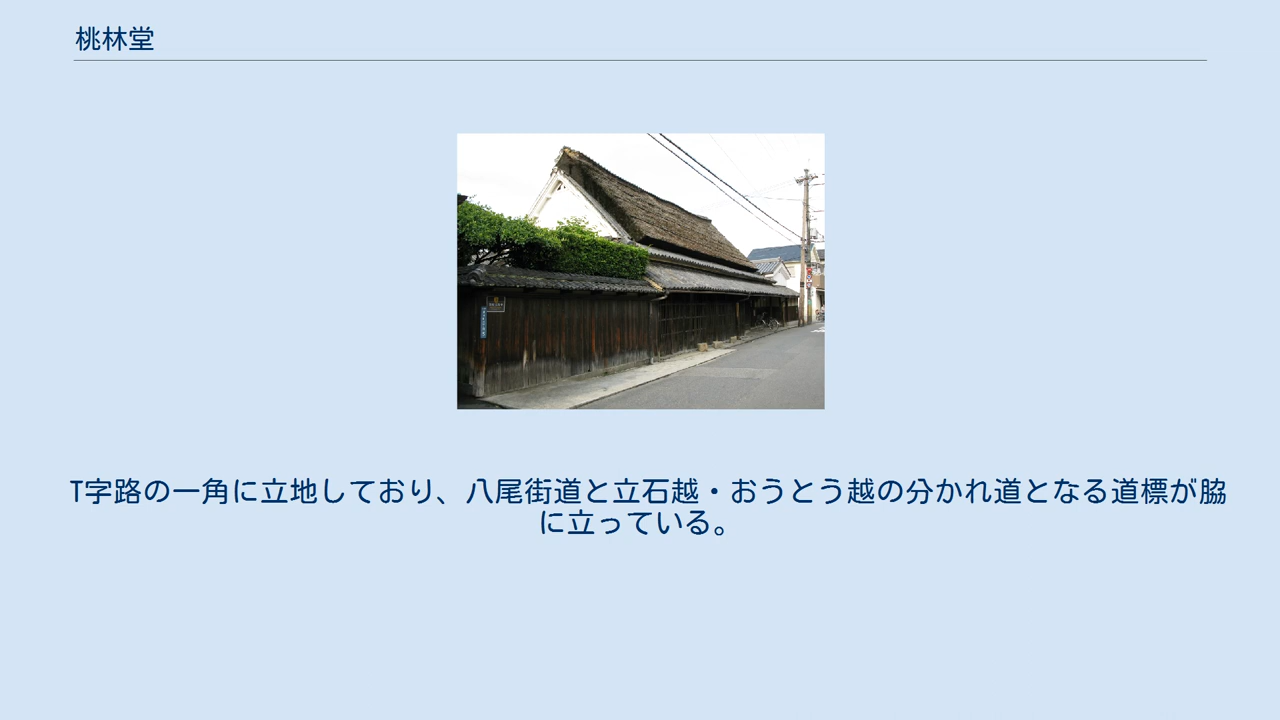 桃林堂
T字路の一角に立地しており、八尾街道と立石越・おうとう越の分かれ道となる道標が脇
に立っている。